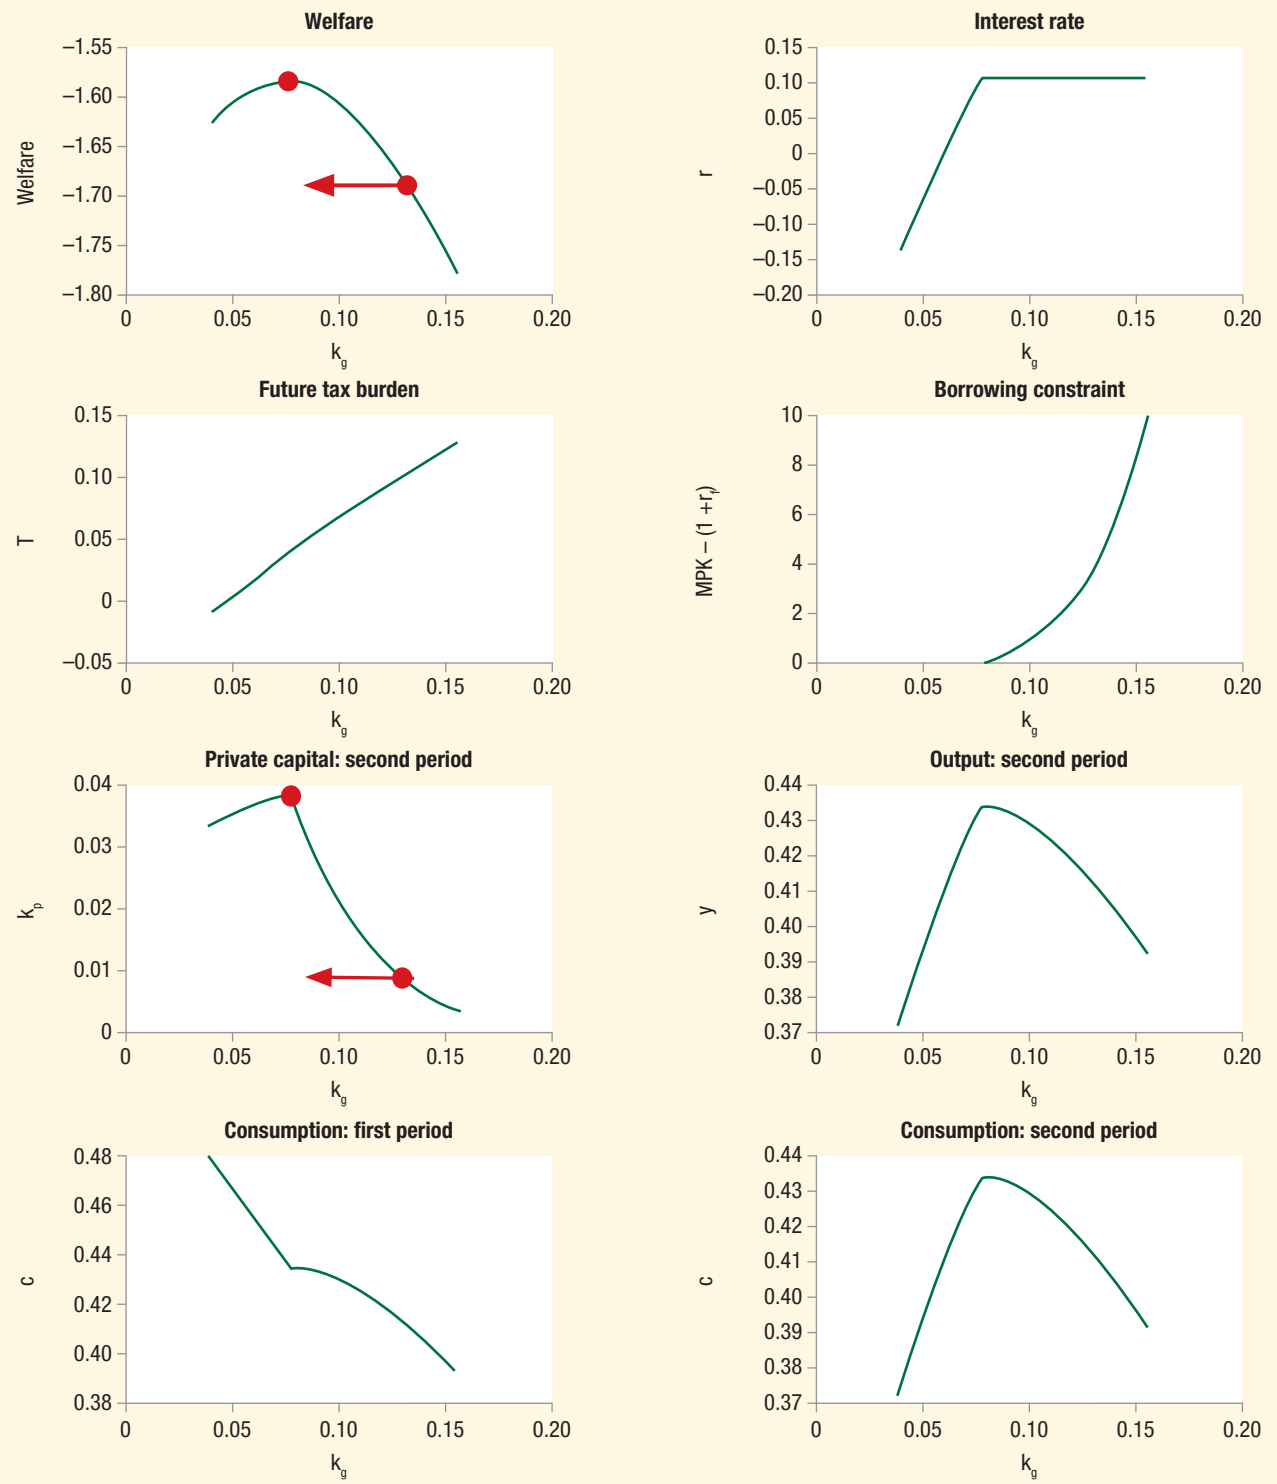 Welfare
–1.55
–1.60
–1.65
–1.70
–1.75
–1.80
Welfare
0 0.05 0.10 0.15 0.20
kg
Interest rate
0.15
0.10
0.05
0
–0.05
–0.10
–0.15
–0.20
r
0 0.05 0.10 0.15 0.20
kg
Future tax burden
0.15
0.10
0.05
0
–0.05
T
0 0.05 0.10 0.15 0.20
kg
Borrowing constraint
10
8
6
4
2
0
MPK – (1 +rf)
0 0.05 0.10 0.15 0.20
kg
Private capital: second period
0.04
0.03
0.02
0.01
0
kp
0 0.05 0.10 0.15 0.20
kg
Output: second period
0.44
0.43
0.42
0.41
0.40
0.39
0.38
0.37
y
0 0.05 0.10 0.15 0.20
kg
Consumption: first period
0.48
0.46
0.44
0.42
0.40
0.38
c
0 0.05 0.10 0.15 0.20
kg
Consumption: second period
0.44
0.43
0.42
0.41
0.40
0.39
0.38
0.37
c
0 0.05 0.10 0.15 0.20
kg